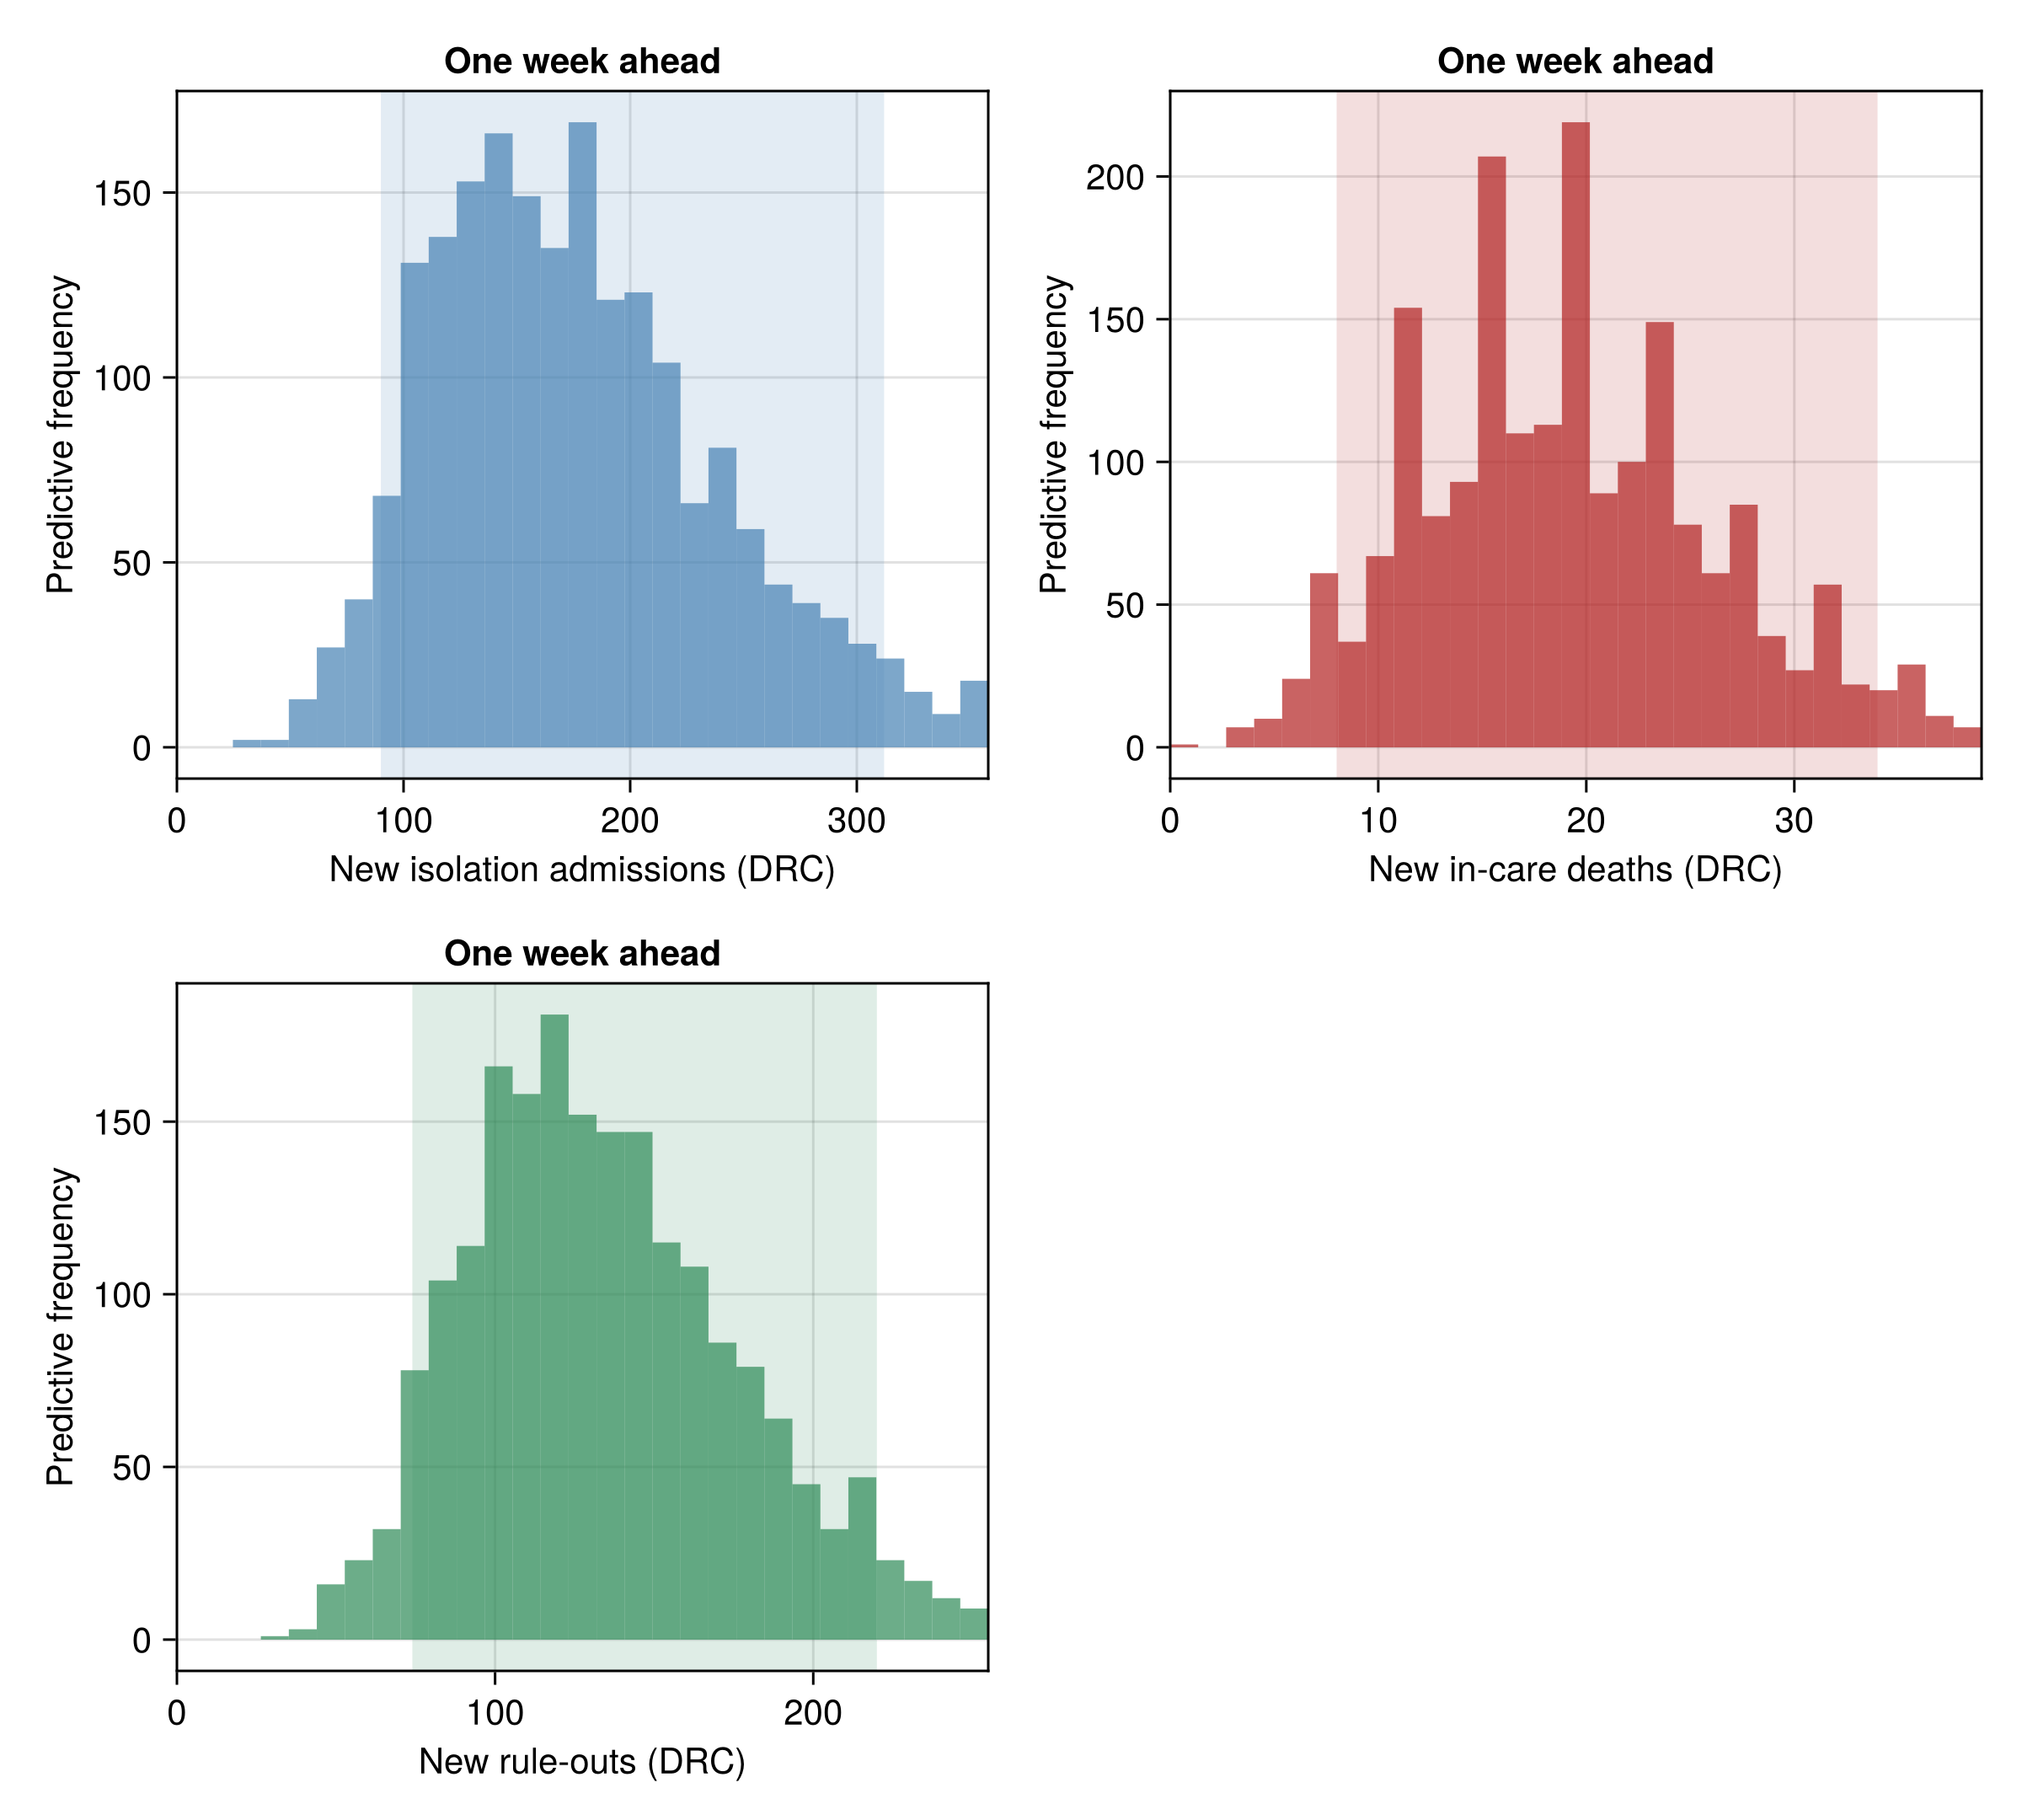 One week ahead
Predictive frequency
150
100
50
0
0 100 200 300
New isolation admissions (DRC)
One week ahead
Predictive frequency
200
150
100
50
0
0 10 20 30
New in-care deaths (DRC)
One week ahead
Predictive frequency
150
100
50
0
0 100 200
New rule-outs (DRC)